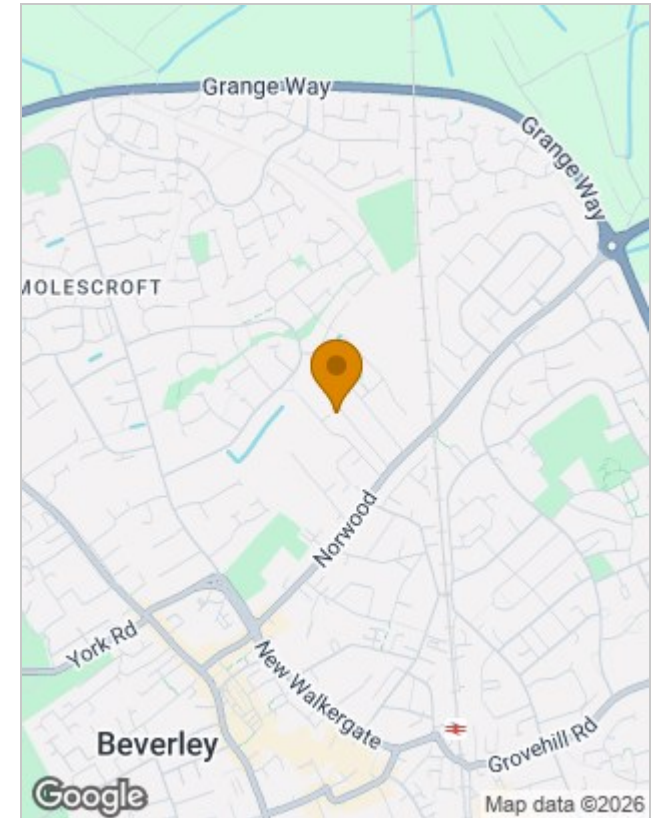 Grange Way
Grange Way
MOLESCROFT
Norwood
York Rd
New Walkergate
Beverley
Grovehill Rd
Google
Map data ©2026